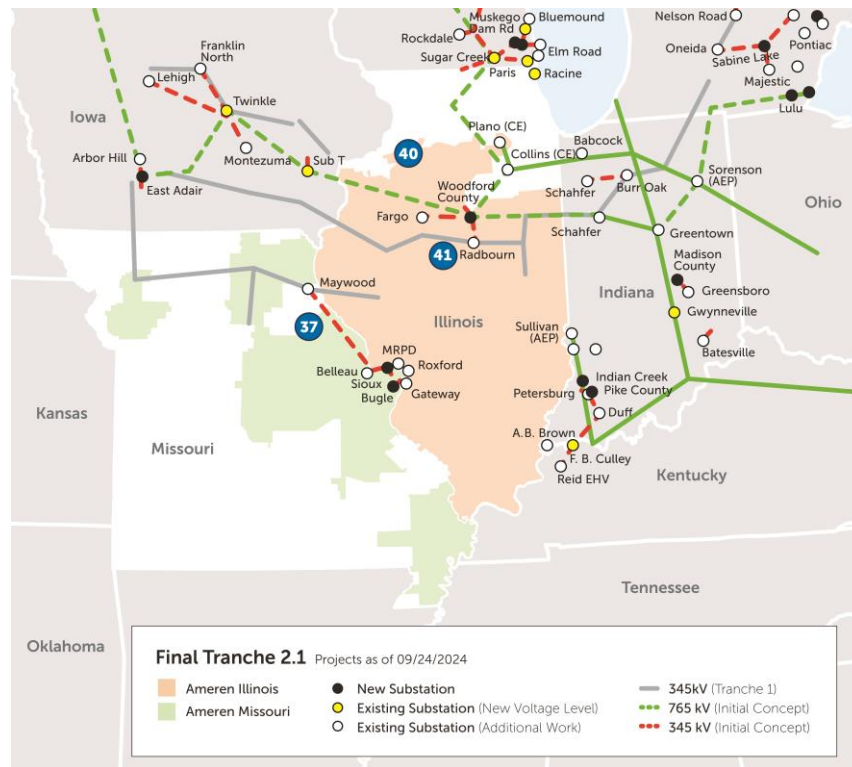 Muskego
Dam Rd
Bluemound
Nelson Road
Rockdale
Elm Road
Oneida
Pontiac
Sugar Creek
Paris
Racine
Sabine Lake
Majestic
Franklin
North
Lehigh
Twinkle
Lulu
Iowa
Plano (CE)
Montezuma
Sub T
40
Collins (CE)
Babcock
Sorenson
(AEP)
Arbor Hill
East Adair
Woodford
County
Schahfer
Burr Oak
Ohio
Fargo
Schahfer
Greentown
41
Radbourn
Madison
County
Maywood
Indiana
Greensboro
Gwynneville
37
Illinois
Sullivan
(AEP)
Batesville
MRPD
Roxford
Belleau
Sioux
Bugle
Gateway
Indian Creek
Petersburg
Pike County
Kansas
Duff
Missouri
A.B. Brown
F. B. Culley
Reid EHV
Kentucky
Tennessee
Oklahoma
Final Tranche 2.1 Projects as of 09/24/2024
Ameren Illinois
Ameren Missouri
New Substation
Existing Substation (New Voltage Level)
Existing Substation (Additional Work)
345kV (Tranche 1)
765 kV (Initial Concept)
345 kV (Initial Concept)